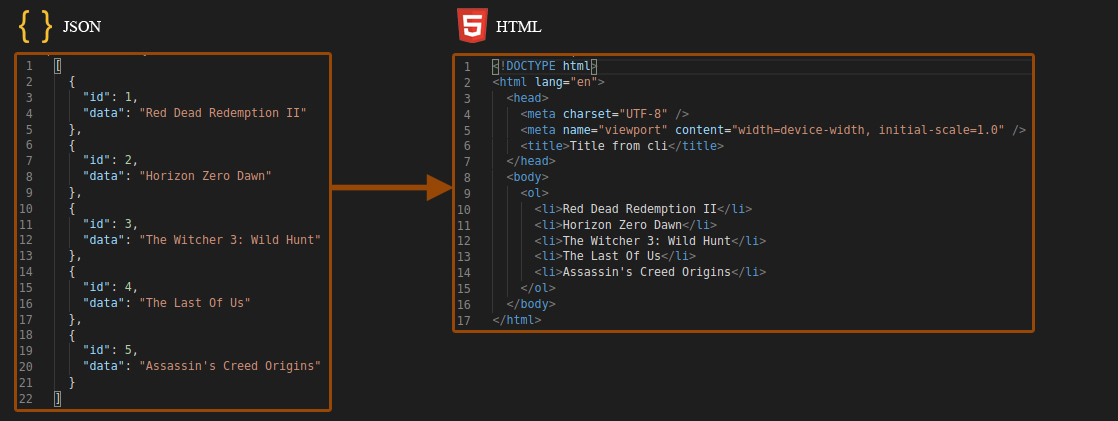 { } JSON
1 [
2 {
3 "id": 1,
4 "data": "Red Dead Redemption II"
5 },
6 {
7 "id": 2,
8 "data": "Horizon Zero Dawn"
9 },
10 {
11 "id": 3,
12 "data": "The Witcher 3: Wild Hunt"
13 },
14 {
15 "id": 4,
16 "data": "The Last Of Us"
17 },
18 {
19 "id": 5,
20 "data": "Assassin's Creed Origins"
21 }
22 ]
5 HTML
1 <!DOCTYPE html>
2 <html lang="en">
3 <head>
4 <meta charset="UTF-8" />
5 <meta name="viewport" content="width=device-width, initial-scale=1.0" />
6 <title>Title from cli</title>
7 </head>
8 <body>
9 <ol>
10 <li>Red Dead Redemption II</li>
11 <li>Horizon Zero Dawn</li>
12 <li>The Witcher 3: Wild Hunt</li>
13 <li>The Last Of Us</li>
14 <li>Assassin's Creed Origins</li>
15 </ol>
16 </body>
17 </html>